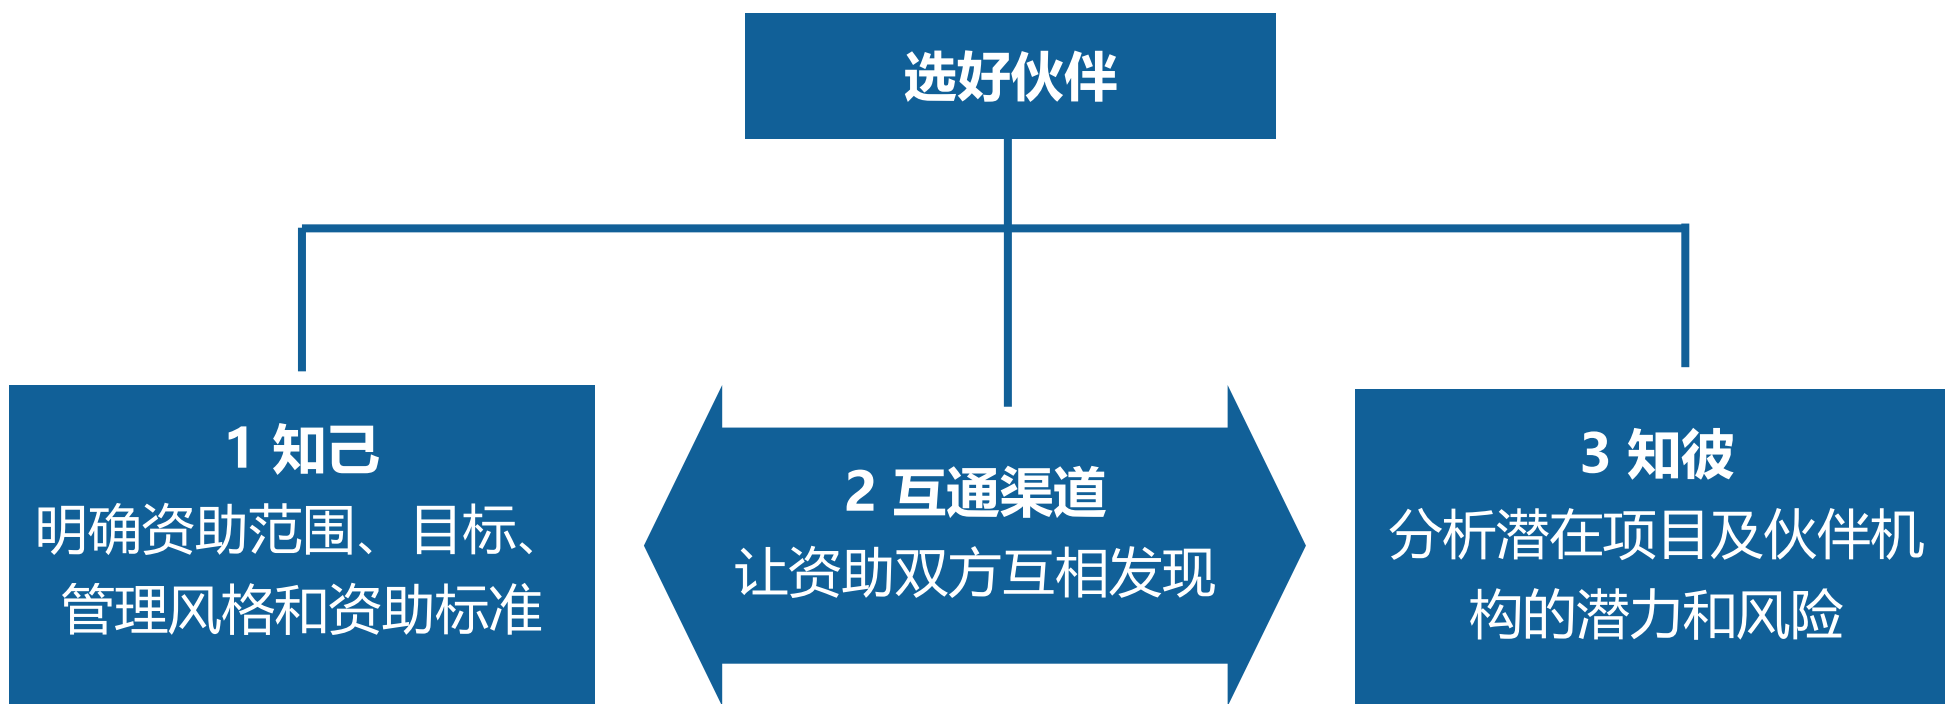 选好伙伴
1 知己
明确资助范围、目标、
管理风格和资助标准
2 互通渠道
让资助双方互相发现
3 知彼
分析潜在项目及伙伴机
构的潜力和风险